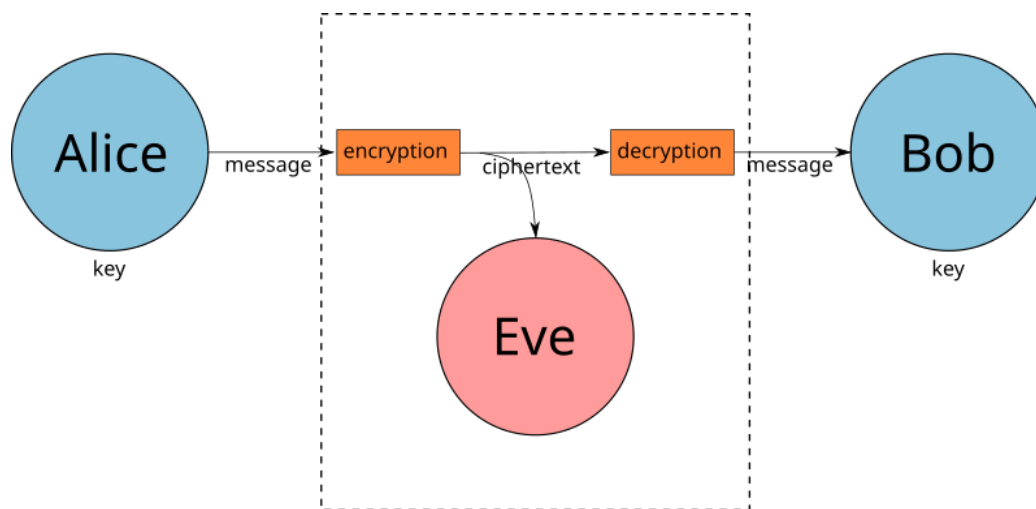 Alice
message
encryption
ciphertext
decryption
message
Bob
key
Eve
key